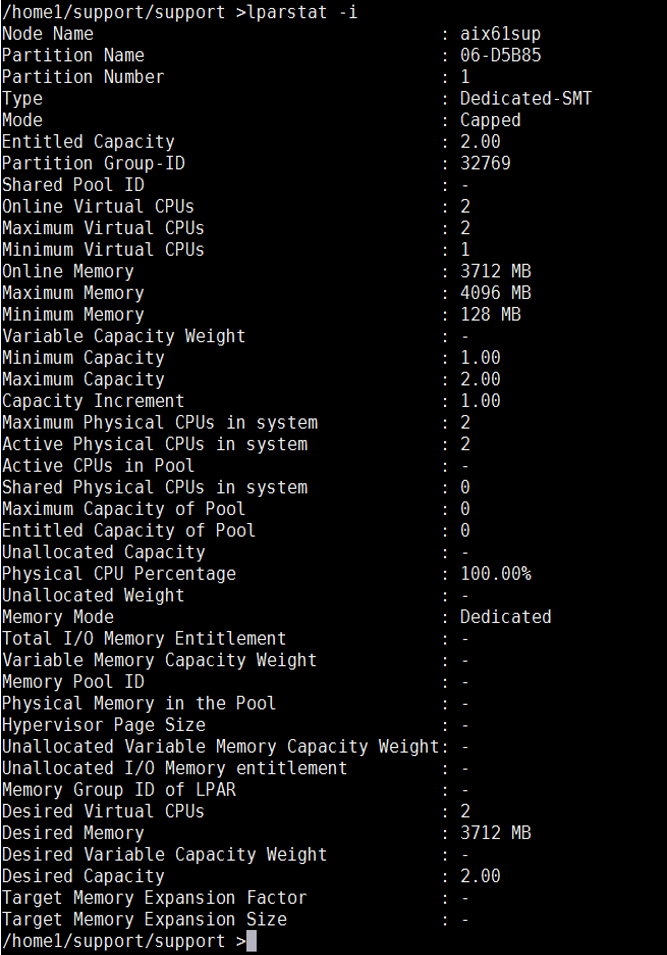 /home1/support/support >lparstat -i
Node Name                                  : aix61sup
Partition Name                             : 06-D5B85
Partition Number                           : 1
Type                                       : Dedicated-SMT
Mode                                       : Capped
Entitled Capacity                          : 2.00
Partition Group-ID                         : 32769
Shared Pool ID                             : -
Online Virtual CPUs                        : 2
Maximum Virtual CPUs                       : 2
Minimum Virtual CPUs                       : 1
Online Memory                              : 3712 MB
Maximum Memory                             : 4096 MB
Minimum Memory                             : 128 MB
Variable Capacity Weight                   : -
Minimum Capacity                           : 1.00
Maximum Capacity                           : 2.00
Capacity Increment                         : 1.00
Maximum Physical CPUs in system            : 2
Active Physical CPUs in system             : 2
Active CPUs in Pool                        : -
Shared Physical CPUs in system             : 0
Maximum Capacity of Pool                   : 0
Entitled Capacity of Pool                  : 0
Unallocated Capacity                       : -
Physical CPU Percentage                    : 100.00%
Unallocated Weight                         : -
Memory Mode                                : Dedicated
Total I/O Memory Entitlement               : -
Variable Memory Capacity Weight            : -
Memory Pool ID                             : -
Physical Memory in the Pool                : -
Hypervisor Page Size                       : -
Unallocated Variable Memory Capacity Weight: -
Unallocated I/O Memory entitlement         : -
Memory Group ID of LPAR                    : -
Desired Virtual CPUs                       : 2
Desired Memory                             : 3712 MB
Desired Variable Capacity Weight           : -
Desired Capacity                           : 2.00
Target Memory Expansion Factor             : -
Target Memory Expansion Size               : -
/home1/support/support >